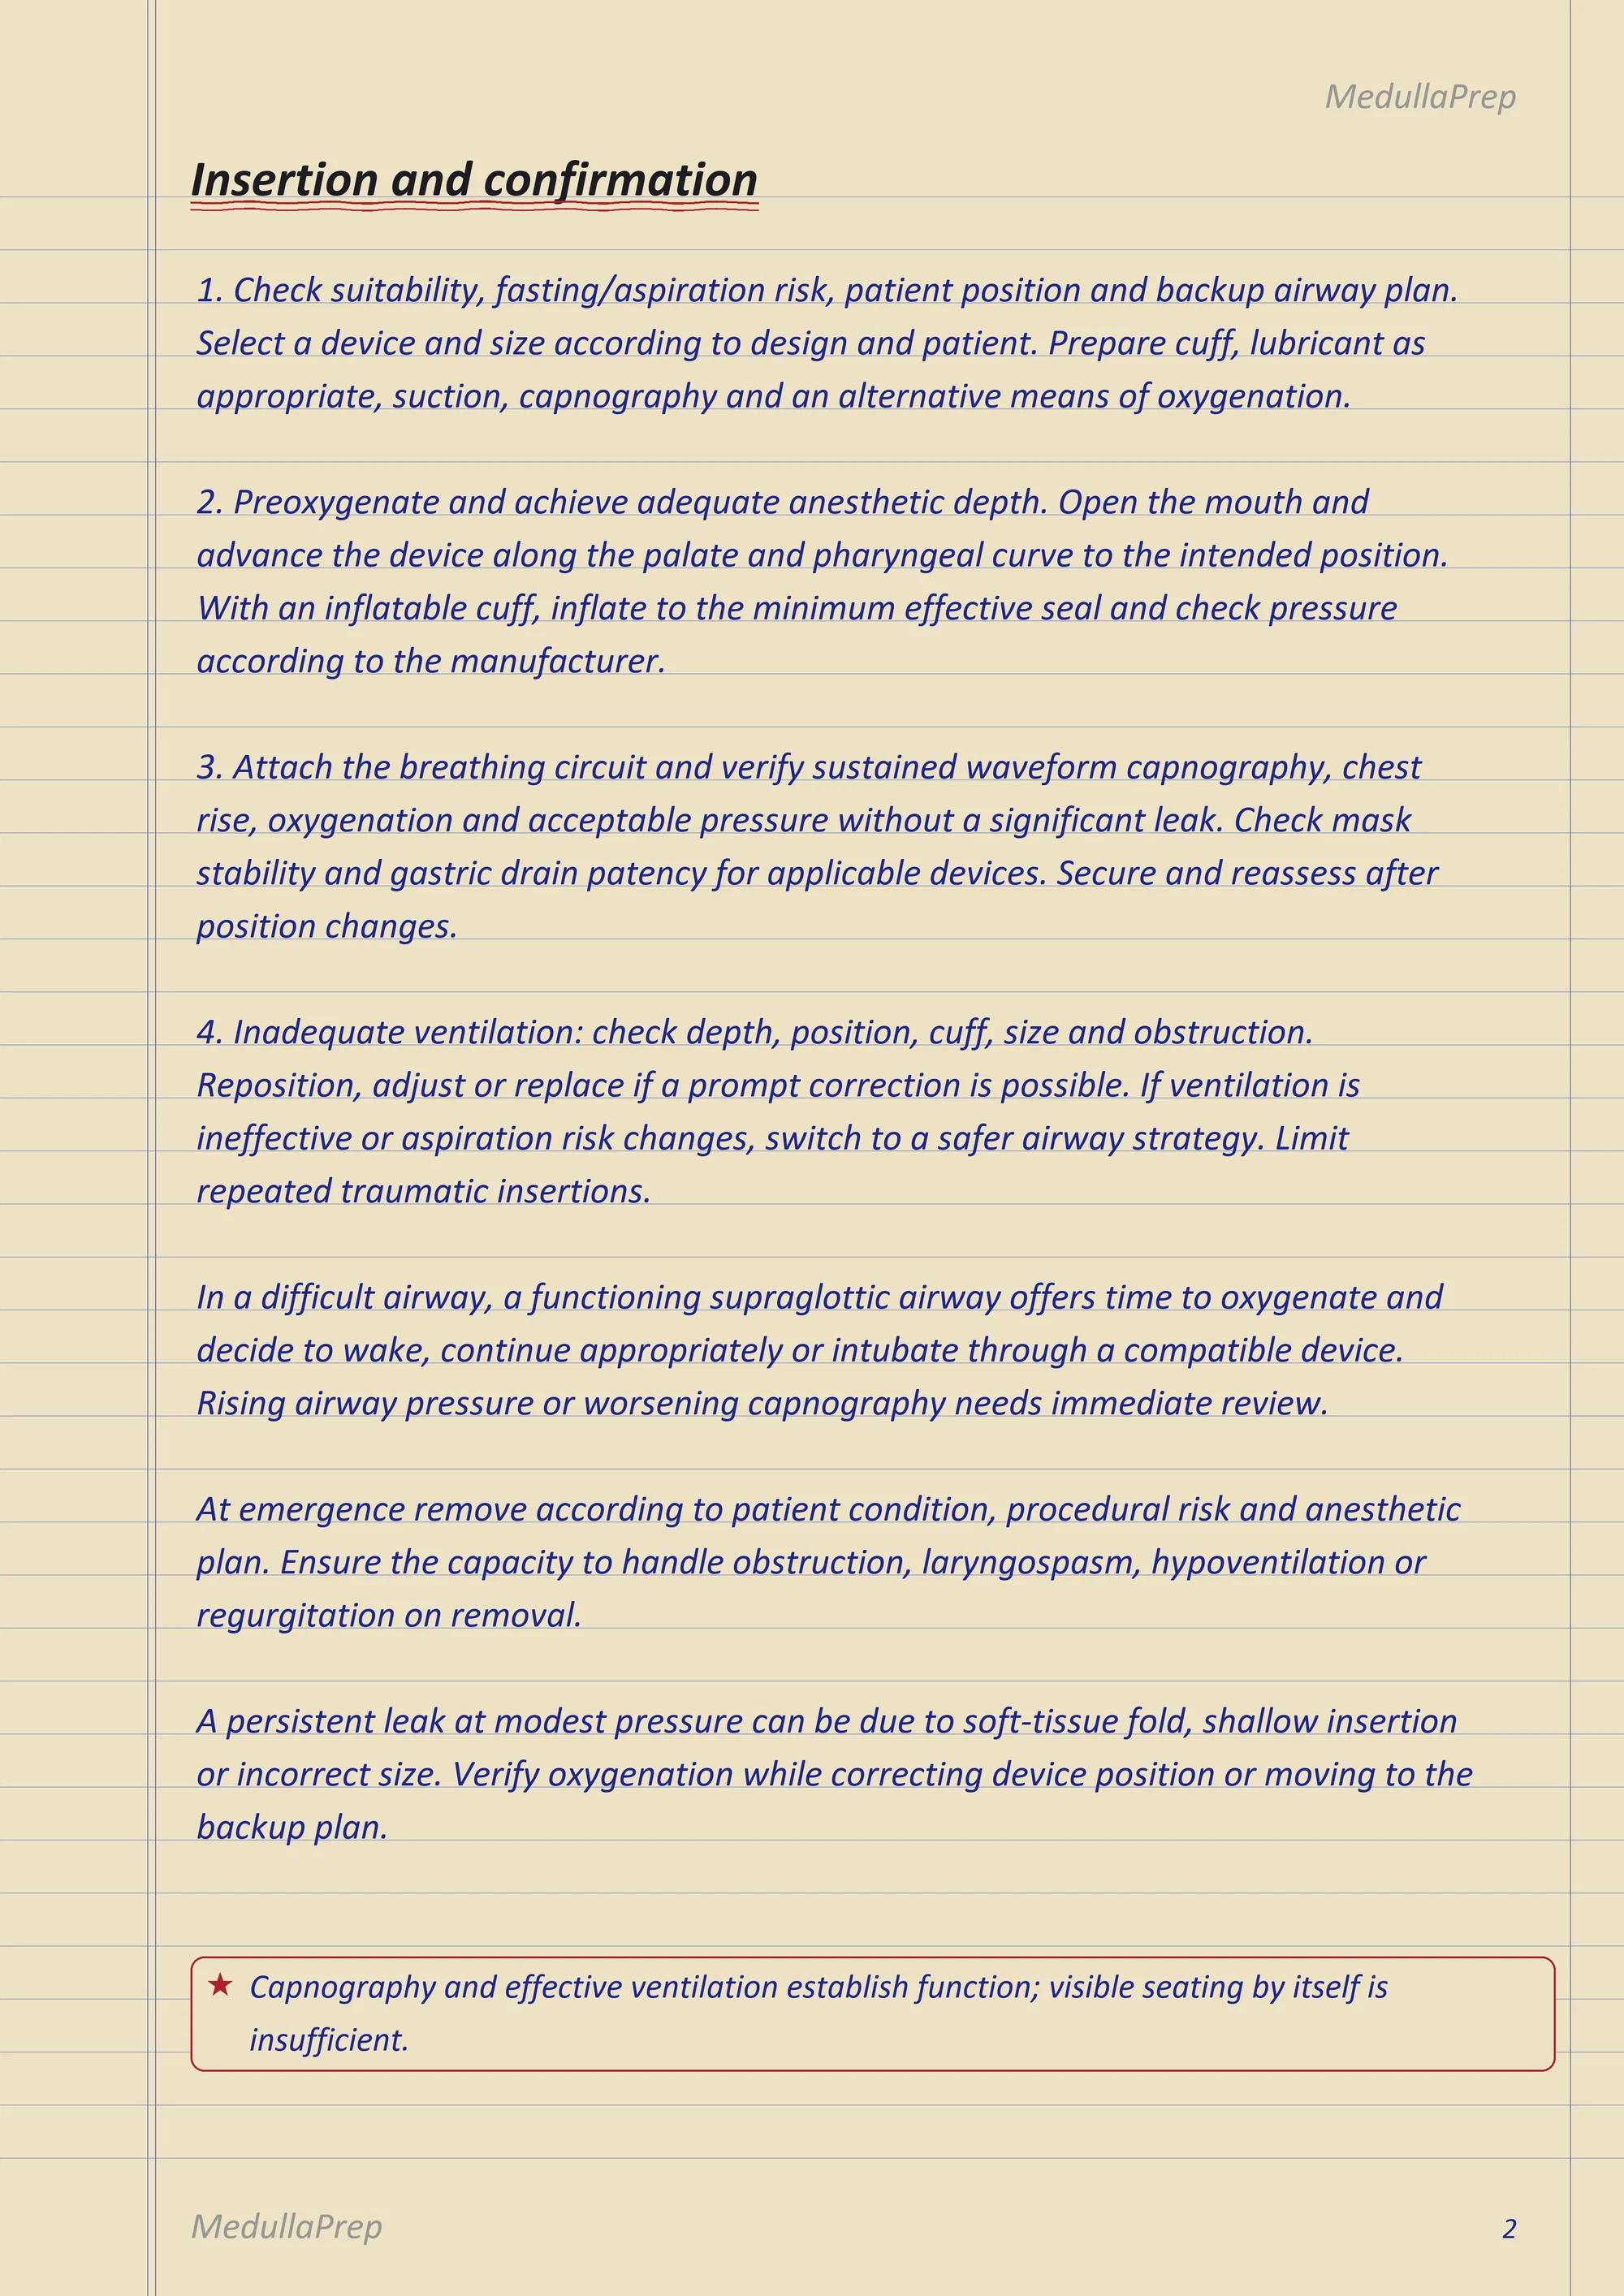 MedullaPrep
Insertion and confirmation
1. Check suitability, fasting/aspiration risk, patient position and backup airway plan.
Select a device and size according to design and patient. Prepare cuff, lubricant as
appropriate, suction, capnography and an alternative means of oxygenation.
2. Preoxygenate and achieve adequate anesthetic depth. Open the mouth and
advance the device along the palate and pharyngeal curve to the intended position.
With an inflatable cuff, inflate to the minimum effective seal and check pressure
according to the manufacturer.
3. Attach the breathing circuit and verify sustained waveform capnography, chest
rise, oxygenation and acceptable pressure without a significant leak. Check mask
stability and gastric drain patency for applicable devices. Secure and reassess after
position changes.
4. Inadequate ventilation: check depth, position, cuff, size and obstruction.
Reposition, adjust or replace if a prompt correction is possible. If ventilation is
ineffective or aspiration risk changes, switch to a safer airway strategy. Limit
repeated traumatic insertions.
In a difficult airway, a functioning supraglottic airway offers time to oxygenate and
decide to wake, continue appropriately or intubate through a compatible device.
Rising airway pressure or worsening capnography needs immediate review.
At emergence remove according to patient condition, procedural risk and anesthetic
plan. Ensure the capacity to handle obstruction, laryngospasm, hypoventilation or
regurgitation on removal.
A persistent leak at modest pressure can be due to soft-tissue fold, shallow insertion
or incorrect size. Verify oxygenation while correcting device position or moving to the
backup plan.
★ Capnography and effective ventilation establish function; visible seating by itself is
insufficient.
MedullaPrep
2